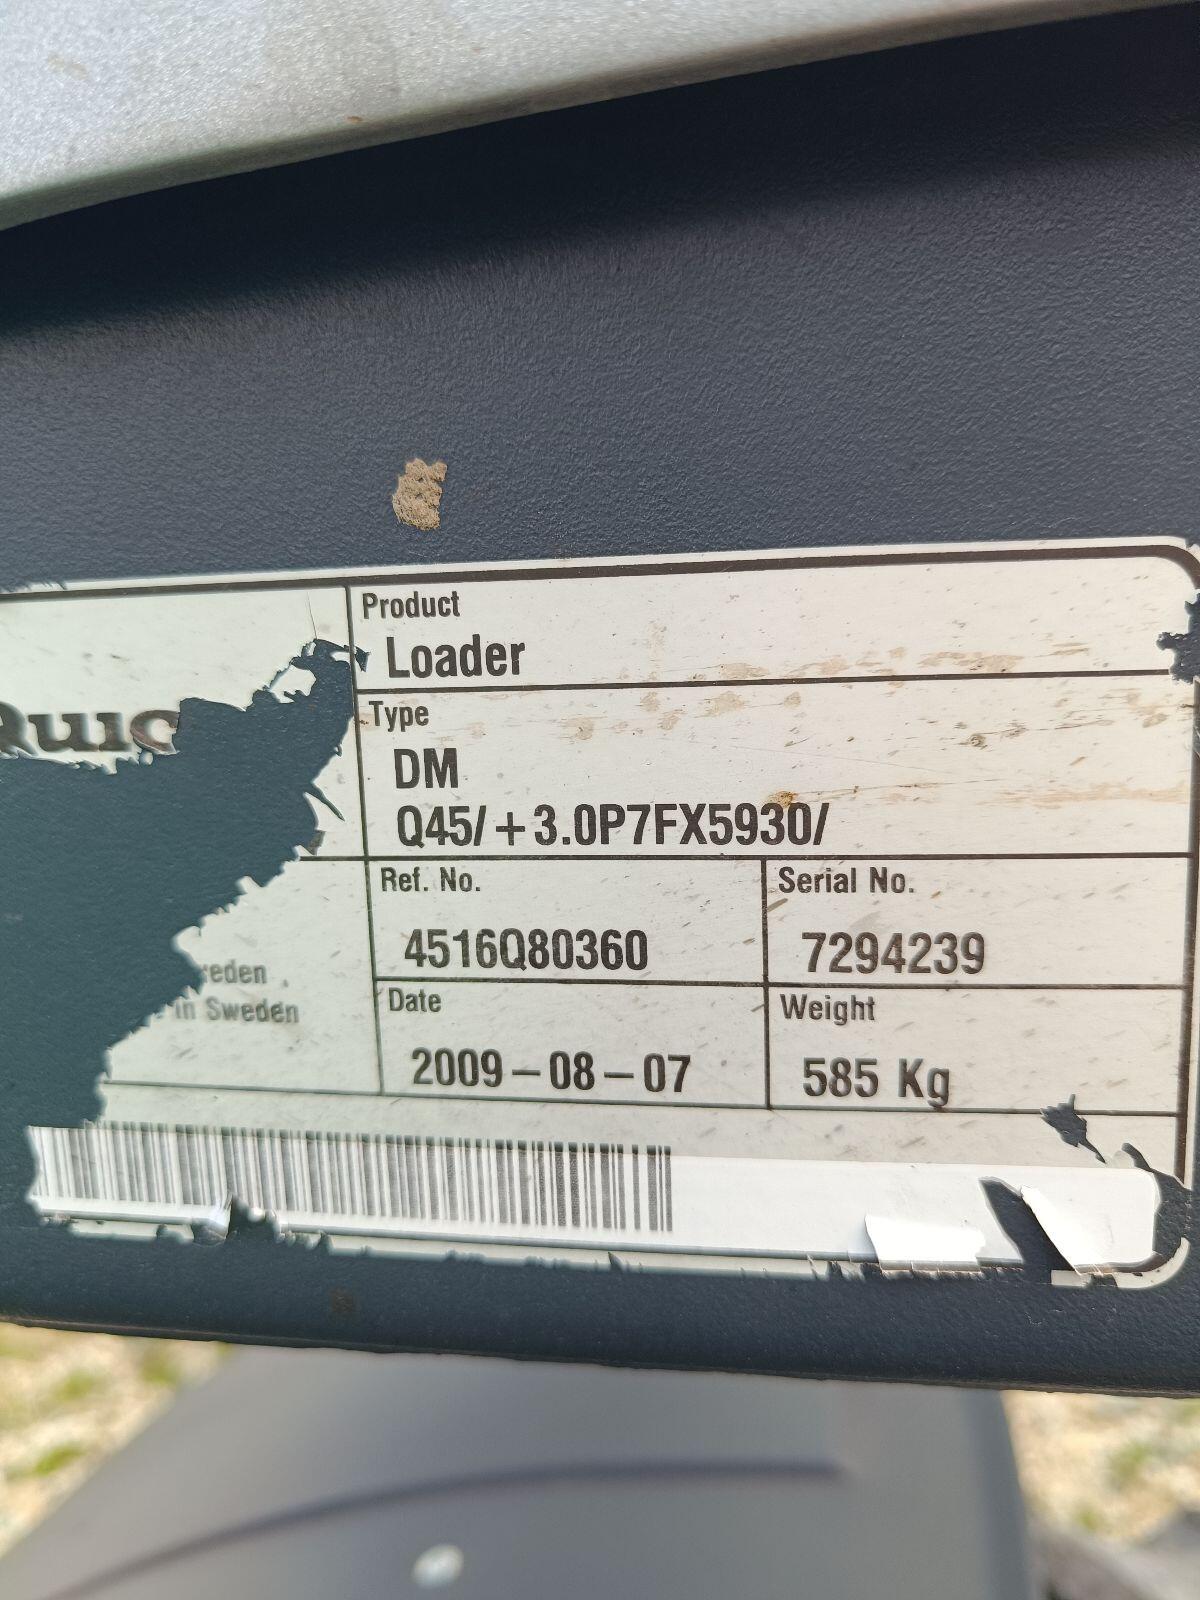 Quic
Product
Loader
Type
DM
Q45/+3.0P7FX5930/
Ref. No.
4516Q80360
Serial No.
7294239
eden
in Sweden
Date
2009-08-07
Weight
585 Kg